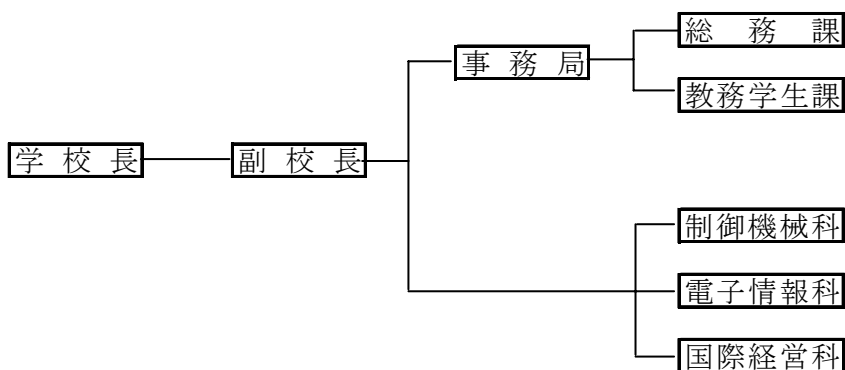 総務課
事務局
教務学生課
学校長
副校長
制御機械科
電子情報科
国際経営科